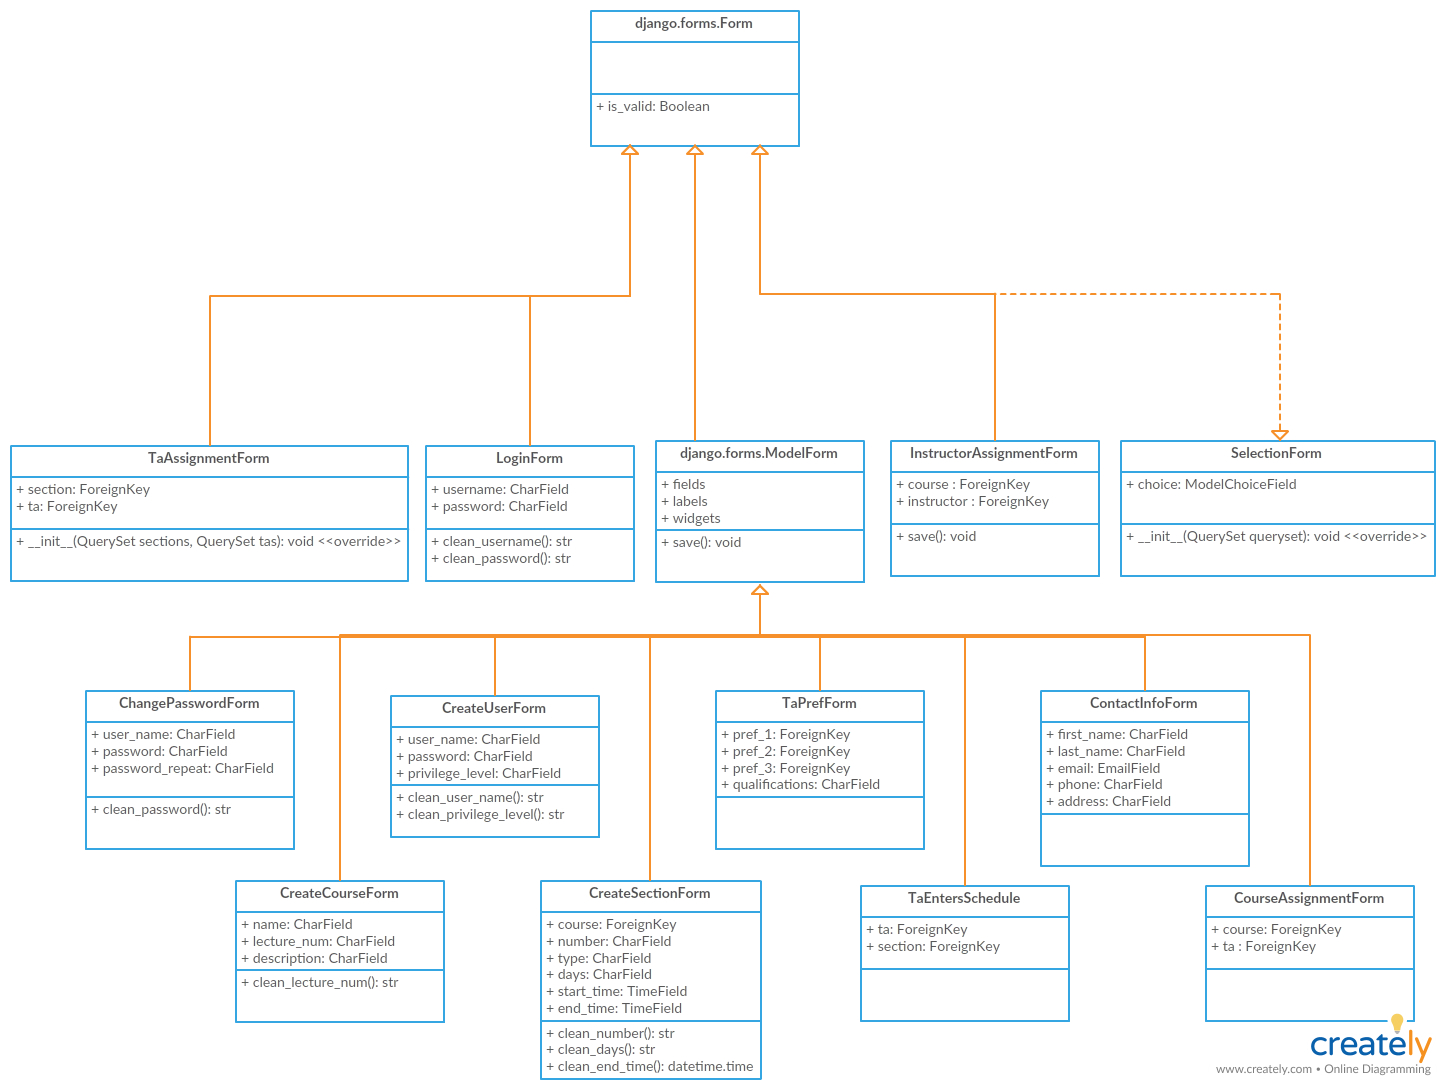 django.forms.Form
+ is_valid: Boolean
TaAssignmentForm
+ section: ForeignKey
+ ta: ForeignKey
+ __init__(QuerySet sections, QuerySet tas): void <<override>>
LoginForm
+ username: CharField
+ password: CharField
+ clean_username(): str
+ clean_password(): str
django.forms.ModelForm
+ fields
+ labels
+ widgets
+ save(): void
InstructorAssignmentForm
+ course : ForeignKey
+ instructor : ForeignKey
+ save(): void
SelectionForm
+ choice: ModelChoiceField
+ __init__(QuerySet queryset): void <<override>>
ChangePasswordForm
+ user_name: CharField
+ password: CharField
+ password_repeat: CharField
+ clean_password(): str
CreateUserForm
+ user_name: CharField
+ password: CharField
+ privilege_level: CharField
+ clean_user_name(): str
+ clean_privilege_level(): str
TaPrefForm
+ pref_1: ForeignKey
+ pref_2: ForeignKey
+ pref_3: ForeignKey
+ qualifications: CharField
ContactInfoForm
+ first_name: CharField
+ last_name: CharField
+ email: EmailField
+ phone: CharField
+ address: CharField
CreateCourseForm
+ name: CharField
+ lecture_num: CharField
+ description: CharField
+ clean_lecture_num(): str
CreateSectionForm
+ course: ForeignKey
+ number: CharField
+ type: CharField
+ days: CharField
+ start_time: TimeField
+ end_time: TimeField
+ clean_number(): str
+ clean_days(): str
+ clean_end_time(): datetime.time
TaEntersSchedule
+ ta: ForeignKey
+ section: ForeignKey
CourseAssignmentForm
+ course: ForeignKey
+ ta : ForeignKey
creately
www.creately.com • Online Diagramming